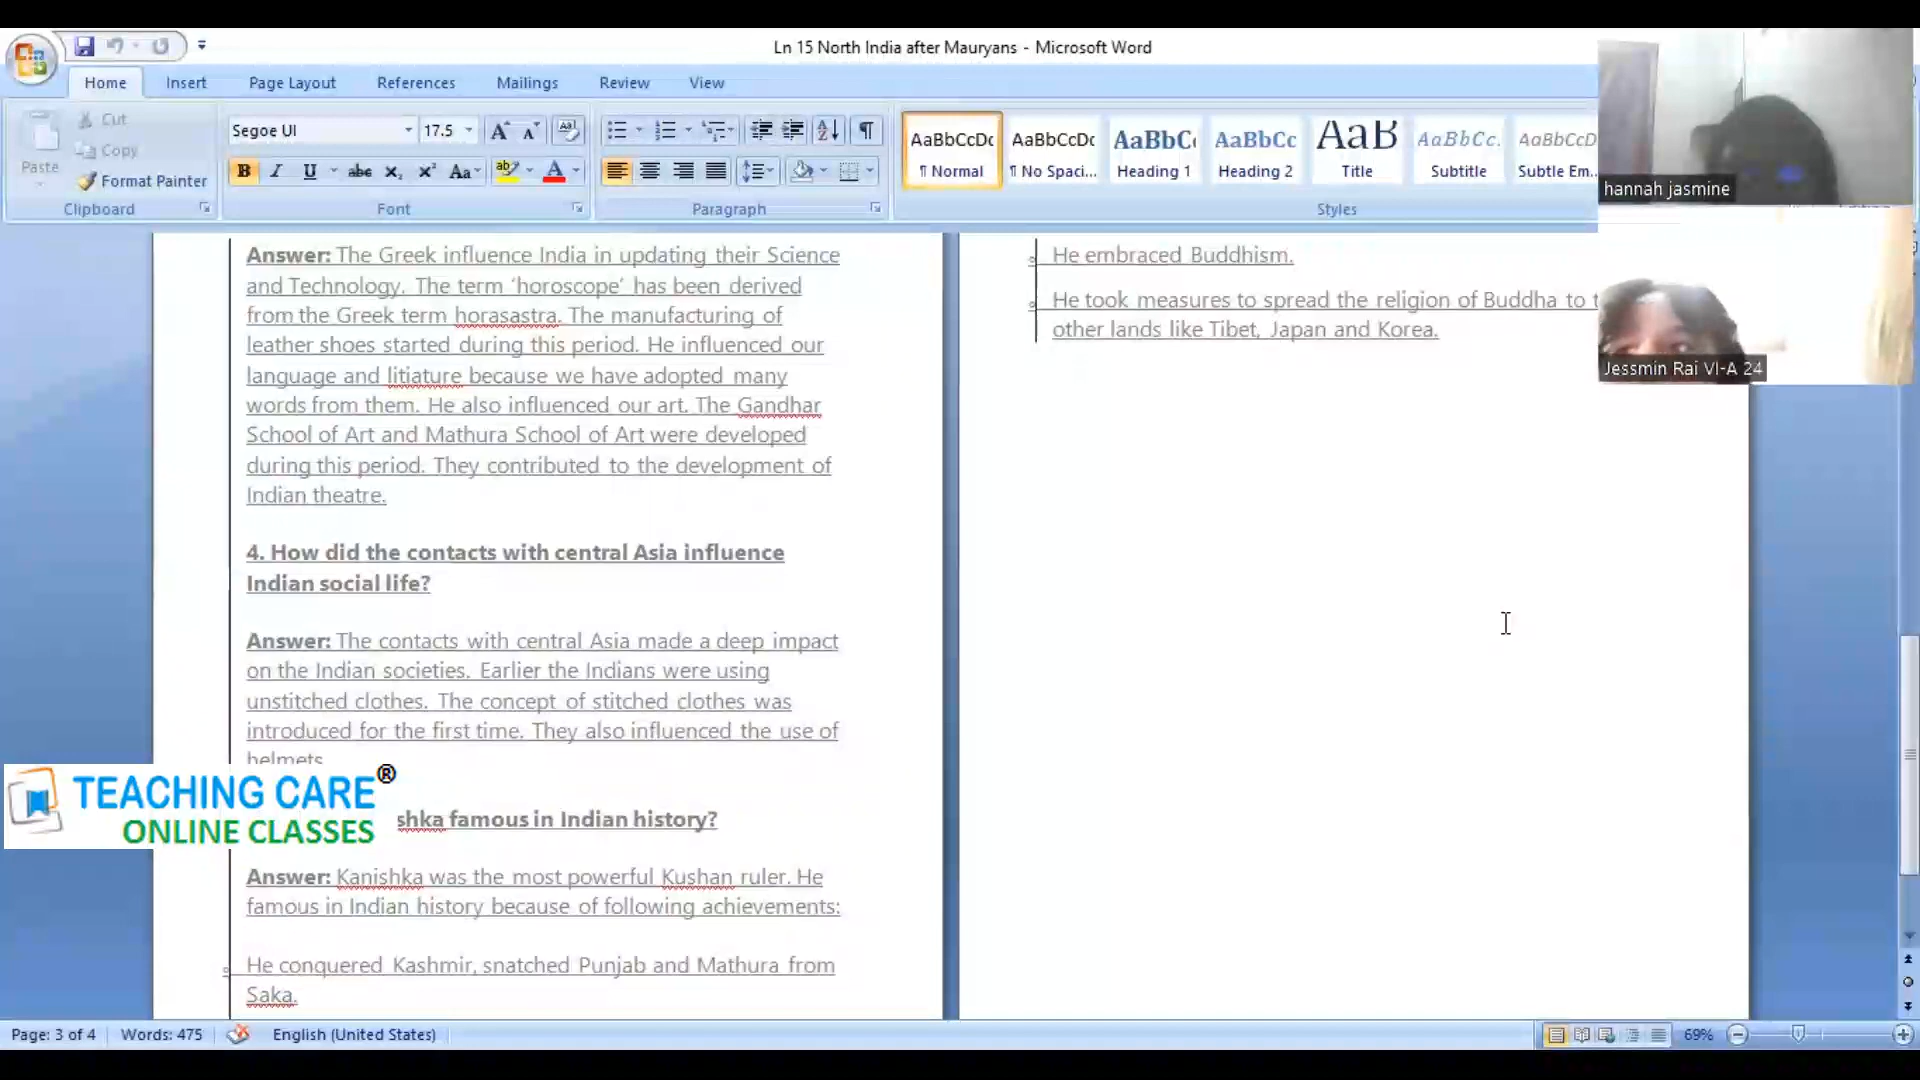 Ln 15 North India after Mauryans - Microsoft Word
Home Insert Page Layout References Mailings Review View
Paste
Cut
Copy
Format Painter
Clipboard
Segoe UI 17.5
Font
Paragraph
AaBbCcDc AaBbCcDc AaBbC AaBbCc AaB AaBbCc. AaBbCcD
¶ Normal ¶ No Spaci... Heading 1 Heading 2 Title Subtitle Subtle Em...
Styles
hannah jasmine
Jessmin Rai VI-A 24
Answer: The Greek influence India in updating their Science
and Technology. The term ‘horoscope’ has been derived
from the Greek term horasastra. The manufacturing of
leather shoes started during this period. He influenced our
language and litiature because we have adopted many
words from them. He also influenced our art. The Gandhar
School of Art and Mathura School of Art were developed
during this period. They contributed to the development of
Indian theatre.
4. How did the contacts with central Asia influence
Indian social life?
Answer: The contacts with central Asia made a deep impact
on the Indian societies. Earlier the Indians were using
unstitched clothes. The concept of stitched clothes was
introduced for the first time. They also influenced the use of
helmets.
shka famous in Indian history?
Answer: Kanishka was the most powerful Kushan ruler. He
famous in Indian history because of following achievements:
He conquered Kashmir, snatched Punjab and Mathura from
Saka.
He embraced Buddhism.
He took measures to spread the religion of Buddha to
other lands like Tibet, Japan and Korea.
TEACHING CARE®
ONLINE CLASSES
Page: 3 of 4 Words: 475 English (United States) 69%